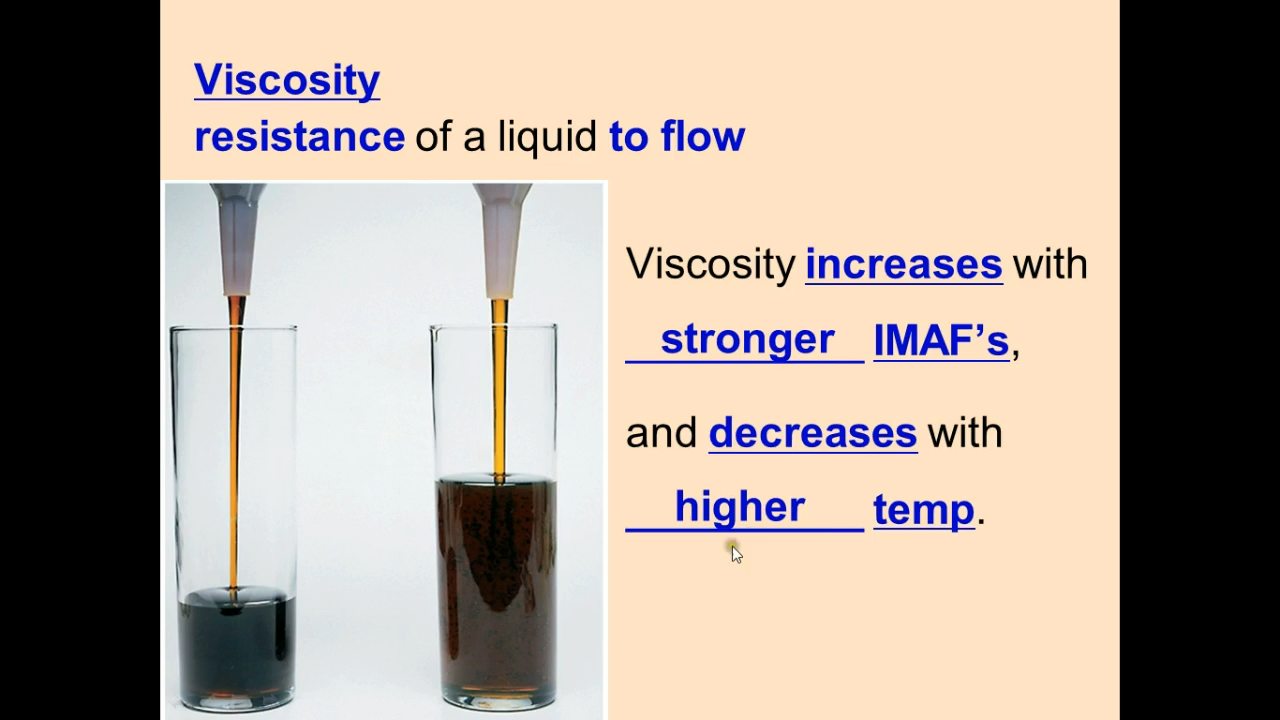 Viscosity
resistance of a liquid to flow
Viscosity increases with
stronger IMAF’s,
and decreases with
higher temp.